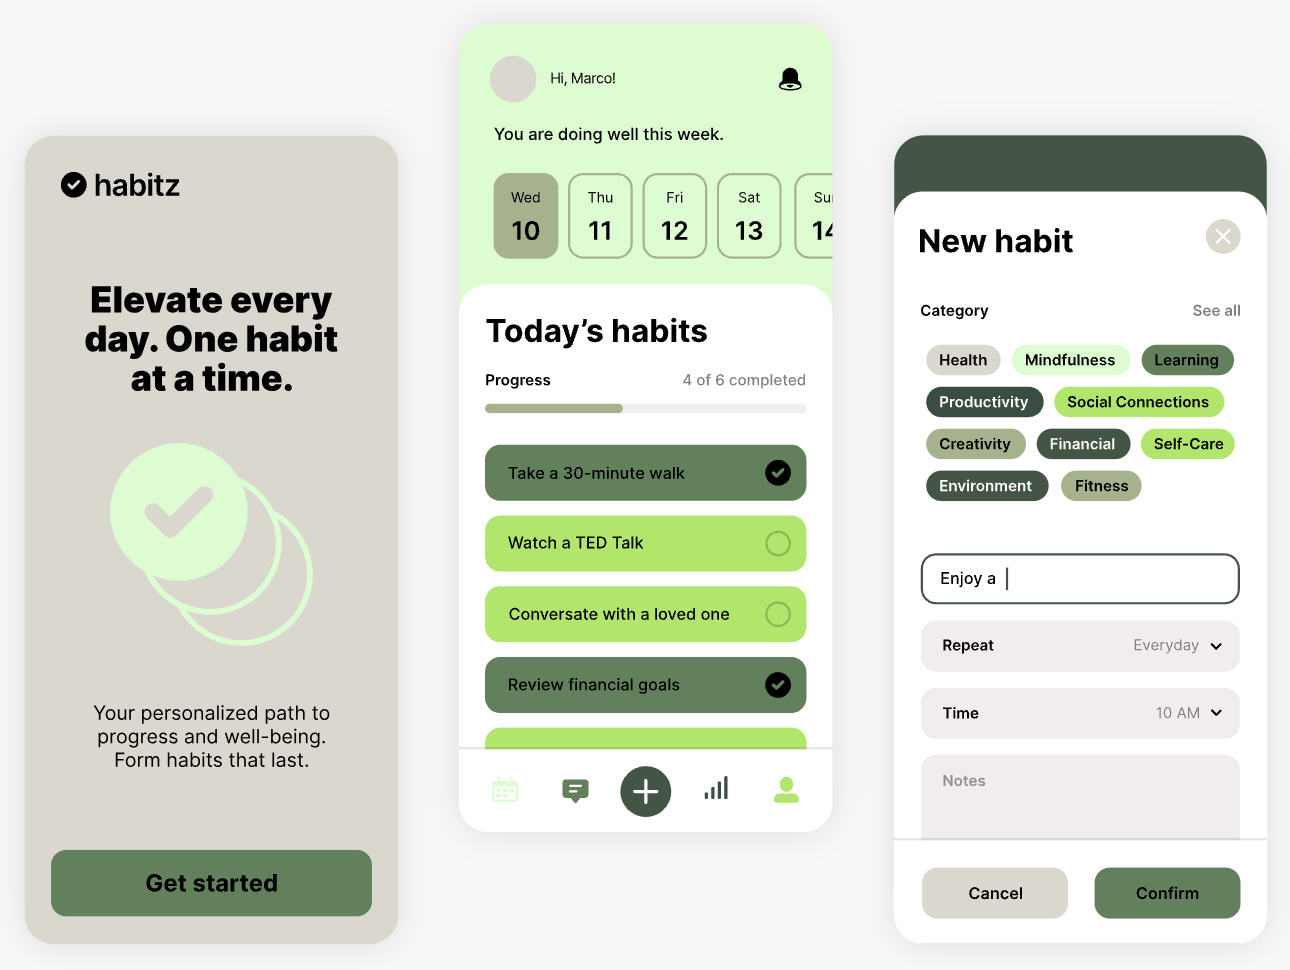 habitz
Elevate every
day. One habit
at a time.
Your personalized path to
progress and well-being.
Form habits that last.
Get started
Hi, Marco!
You are doing well this week.
Wed Thu Fri Sat Sun
10 11 12 13 14
Today's habits
Progress 4 of 6 completed
Take a 30-minute walk
Watch a TED Talk
Conversate with a loved one
Review financial goals
New habit
Category See all
Health Mindfulness Learning
Productivity Social Connections
Creativity Financial Self-Care
Environment Fitness
Enjoy a
Repeat Everyday
Time 10 AM
Notes
Cancel Confirm